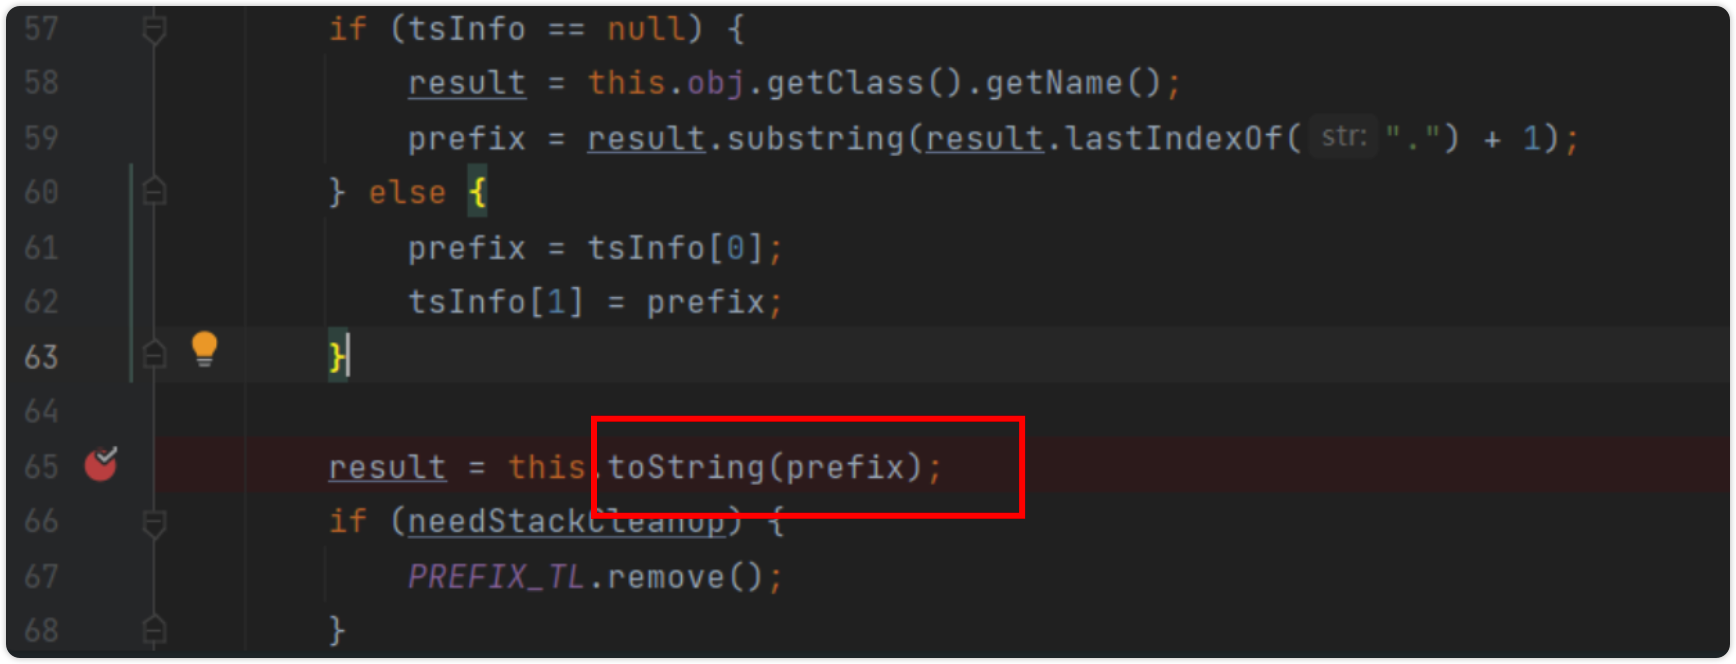 57 if (tsInfo == null) {
58 result = this.obj.getClass().getName();
59 prefix = result.substring(result.lastIndexOf( str: ".") + 1);
60 } else {
61 prefix = tsInfo[0];
62 tsInfo[1] = prefix;
63 }
64
65 result = this.toString(prefix);
66 if (needStackCleanup) {
67 PREFIX_TL.remove();
68 }